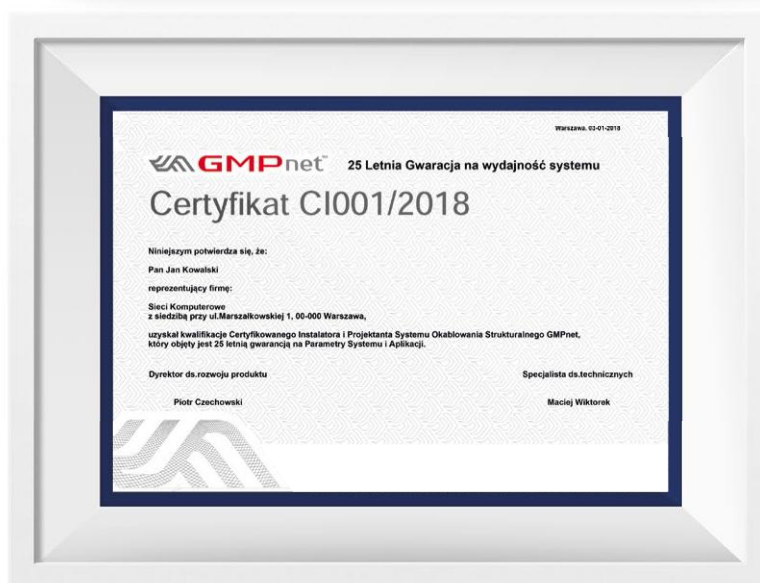 Warszawa, 03-01-2018
GMPnet™ 25 Letnia Gwaracja na wydajność systemu
Certyfikat CI001/2018
Niniejszym potwierdza się, że:
Pan Jan Kowalski
reprezentujący firmę:
Sieci Komputerowe
z siedzibą przy ul.Marszałkowskiej 1, 00-000 Warszawa,
uzyskał kwalifikacje Certyfikowanego Instalatora i Projektanta Systemu Okablowania Strukturalnego GMPnet,
który objęty jest 25 letnią gwarancją na Parametry Systemu i Aplikacji.
Dyrektor ds.rozwoju produktu Specjalista ds.technicznych
Piotr Czechowski Maciej Wiktorek